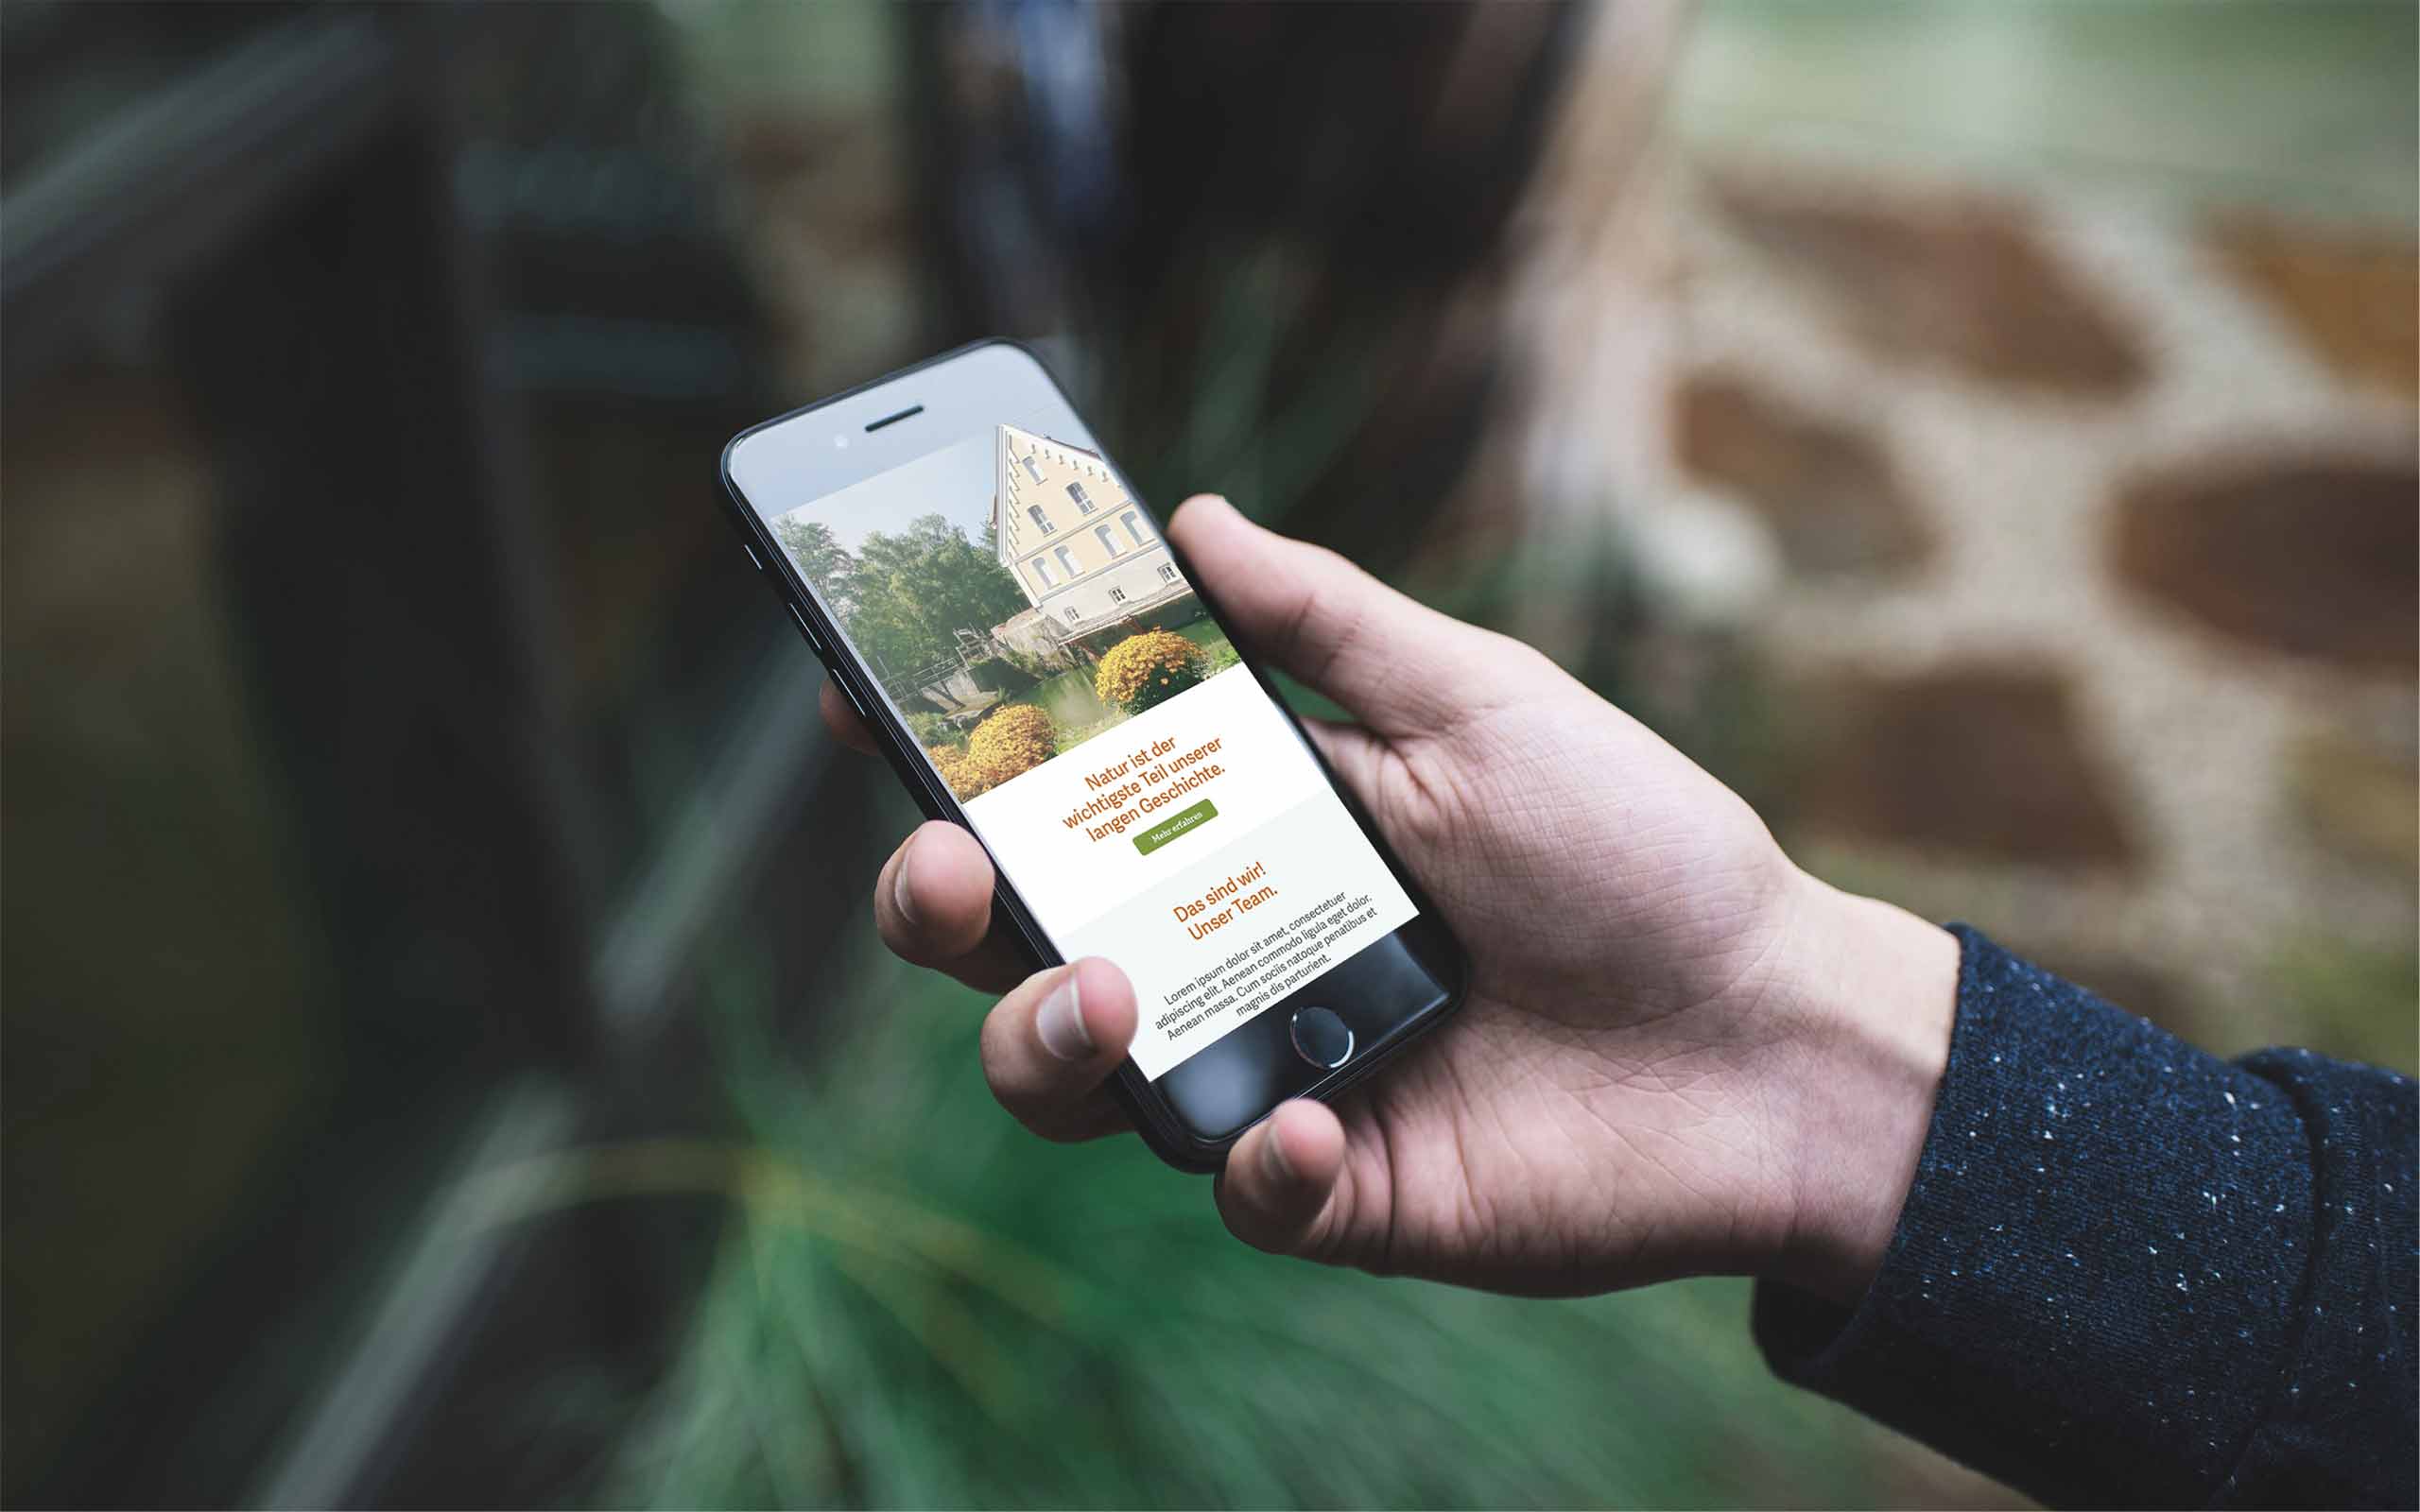 Natur ist der
wichtigste Teil unserer
langen Geschichte.
Mehr erfahren
Das sind wir!
Unser Team.
Lorem ipsum dolor sit amet, consectetuer
adipiscing elit. Aenean commodo ligula eget dolor.
Aenean massa. Cum sociis natoque penatibus et
magnis dis parturient.